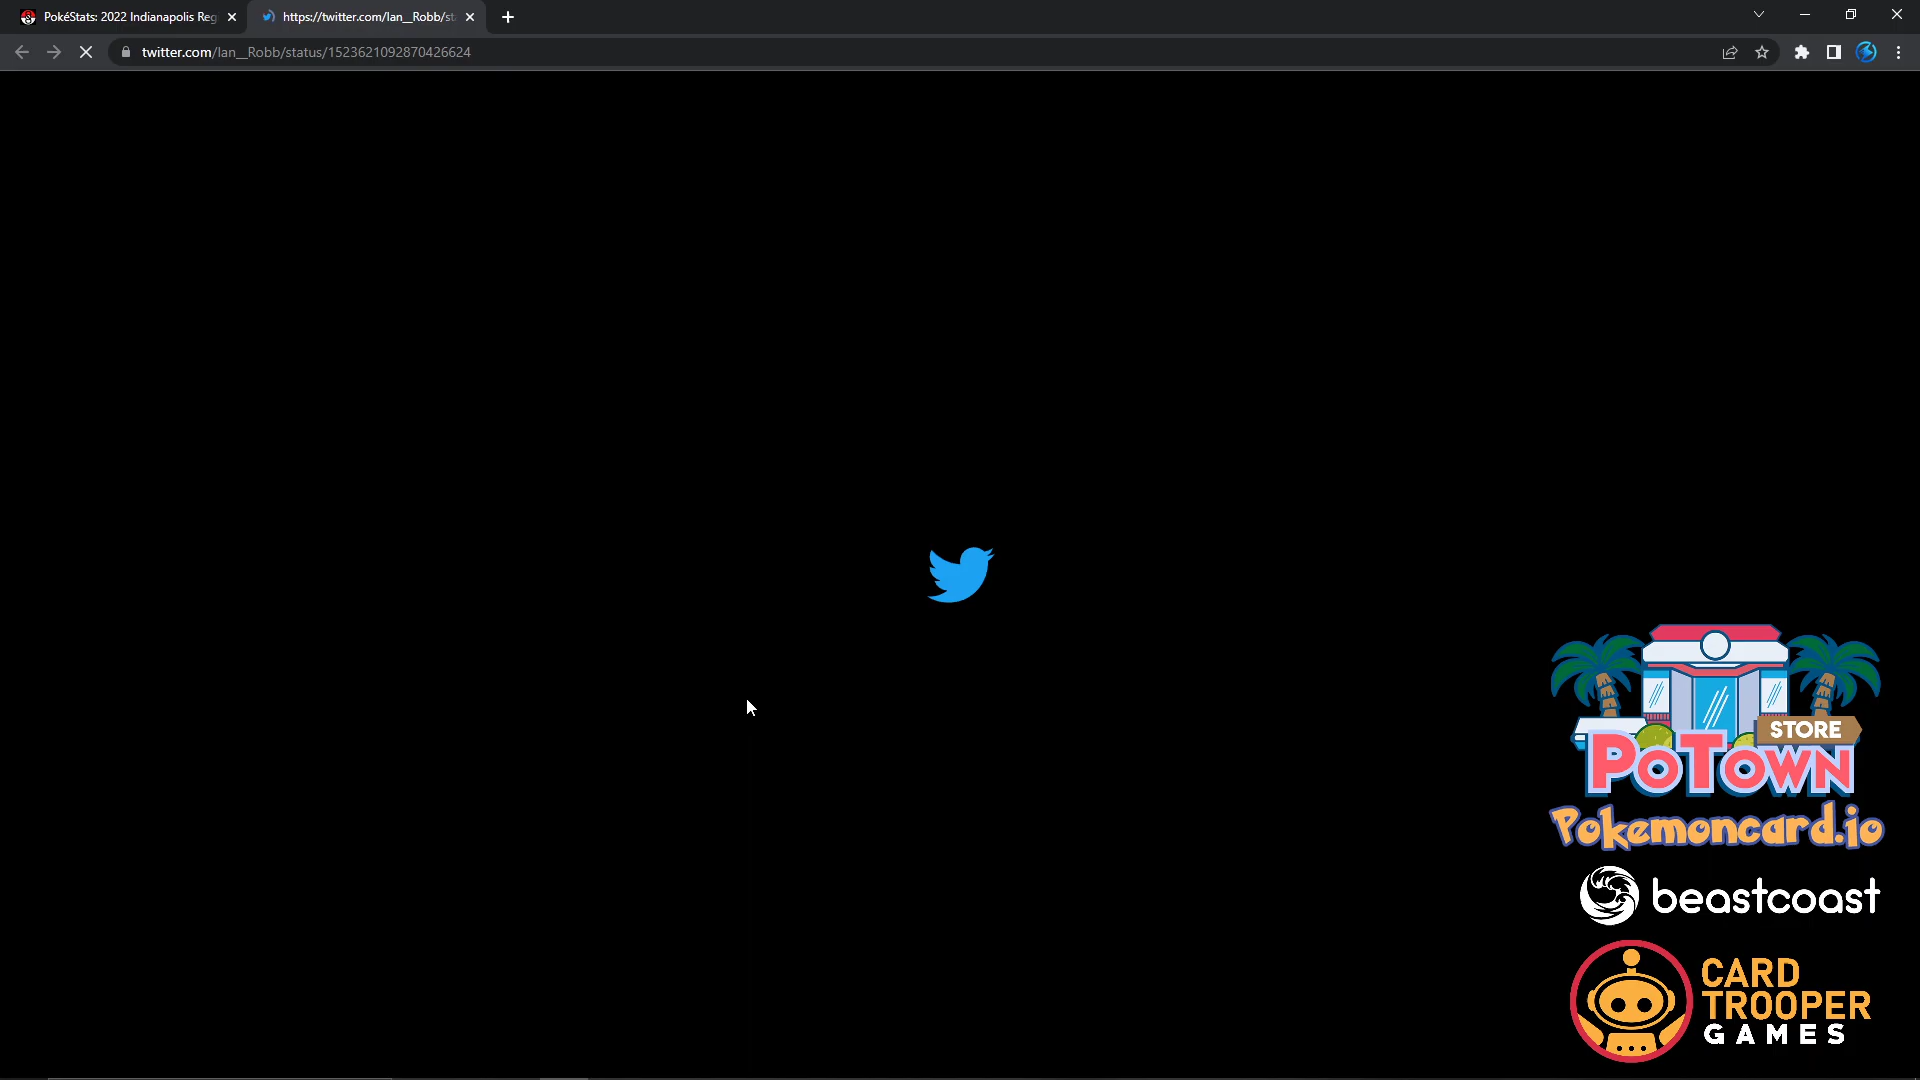 PokéStats: 2022 Indianapolis Reg
https://twitter.com/Ian__Robb/st
twitter.com/Ian__Robb/status/1523621092870426624
STORE
POTOWN
Pokemoncard.io
beastcoast
CARD
TROOPER
GAMES